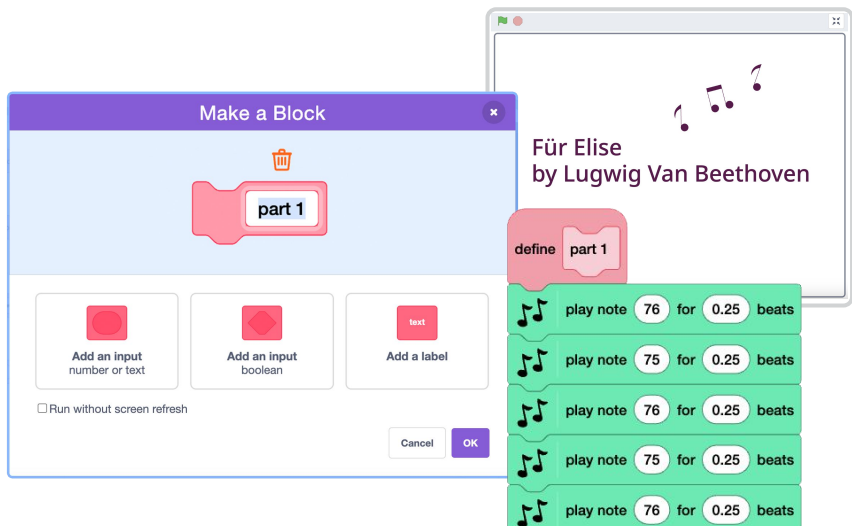 Make a Block
part 1
Add an input
number or text
Add an input
boolean
text
Add a label
Run without screen refresh
Cancel
OK
Für Elise
by Lugwig Van Beethoven
define part 1
play note 76 for 0.25 beats
play note 75 for 0.25 beats
play note 76 for 0.25 beats
play note 75 for 0.25 beats
play note 76 for 0.25 beats